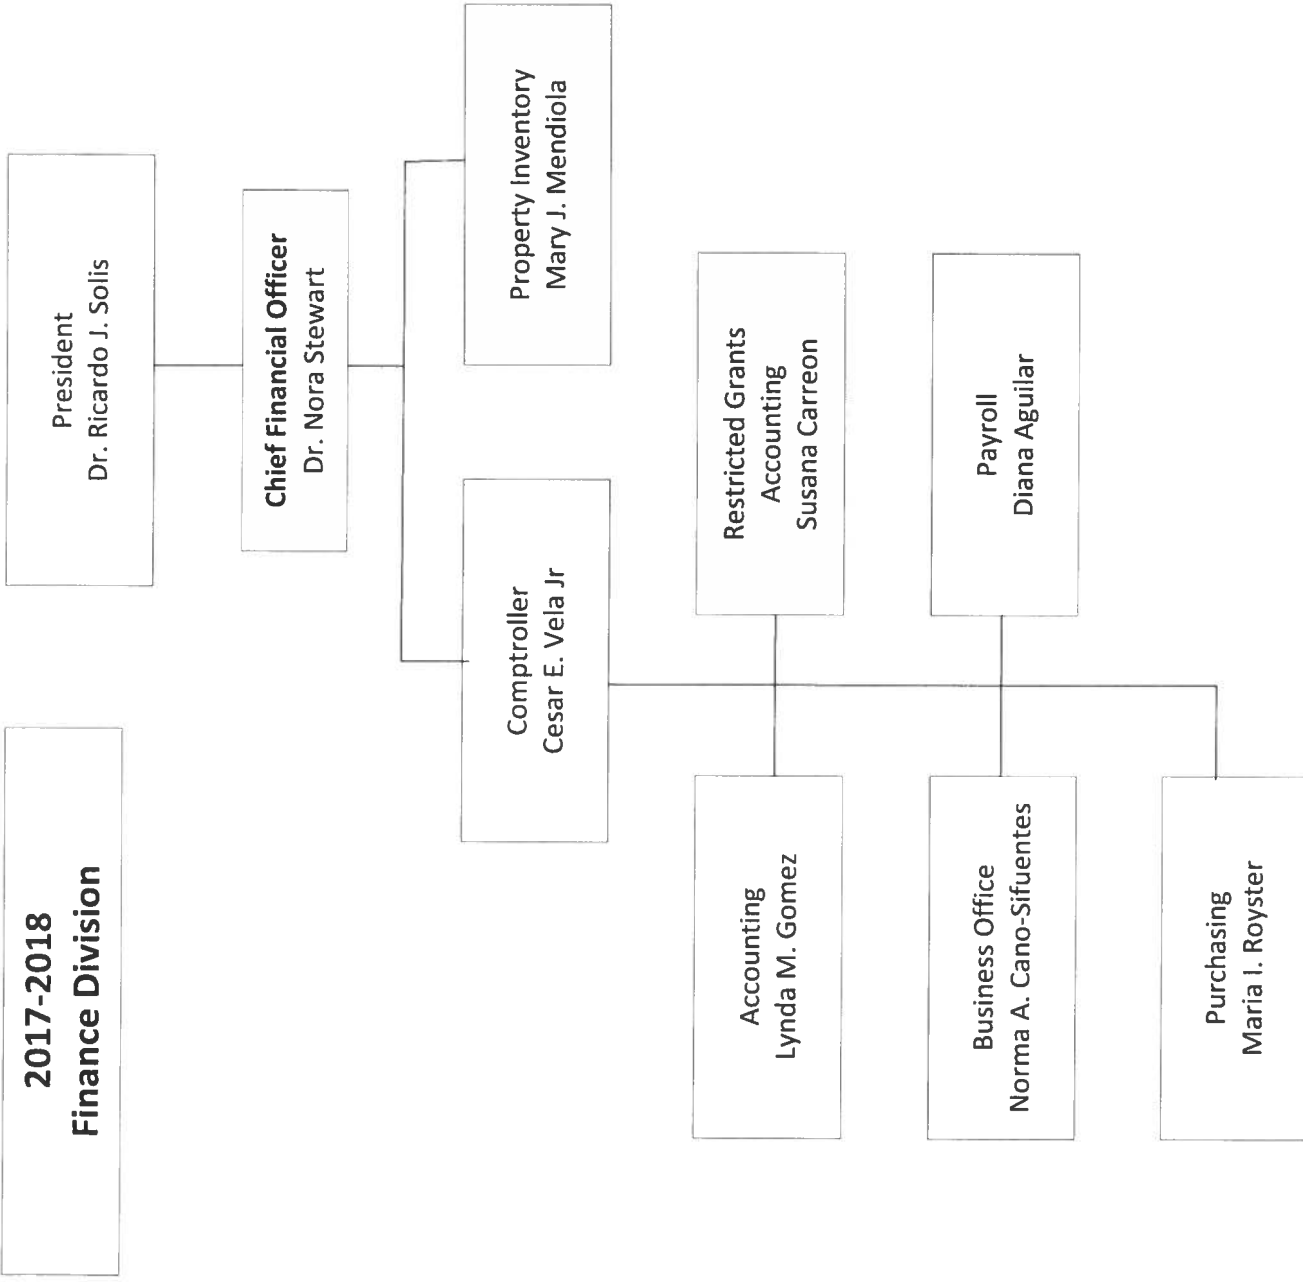 2017-2018
Finance Division
President
Dr. Ricardo J. Solis
Chief Financial Officer
Dr. Nora Stewart
Comptroller
Cesar E. Vela Jr
Property Inventory
Mary J. Mendiola
Accounting
Lynda M. Gomez
Restricted Grants
Accounting
Susana Carreon
Business Office
Norma A. Cano-Sifuentes
Payroll
Diana Aguilar
Purchasing
Maria I. Royster